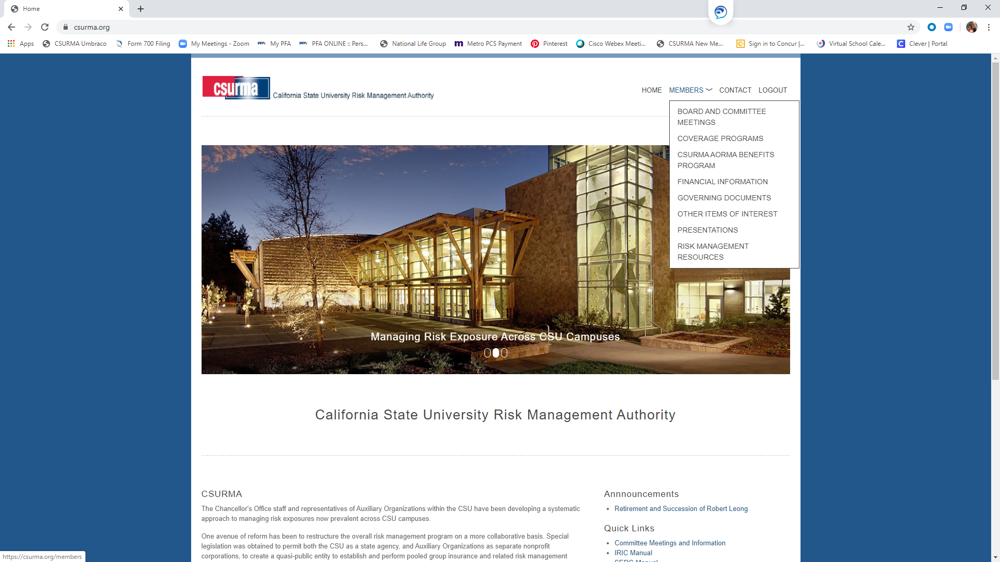 Home
csurma.org
Apps
CSURMA Umbraco
Form 700 Filing
My Meetings - Zoom
My PFA
PFA ONLINE :: Pers...
National Life Group
Metro PCS Payment
Pinterest
Cisco Webex Meeti...
CSURMA New Me...
Sign in to Concur |...
Virtual School Cale...
Clever | Portal
csurma
California State University Risk Management Authority
HOME
MEMBERS
CONTACT
LOGOUT
BOARD AND COMMITTEE
MEETINGS
COVERAGE PROGRAMS
CSURMA AORMA BENEFITS
PROGRAM
FINANCIAL INFORMATION
GOVERNING DOCUMENTS
OTHER ITEMS OF INTEREST
PRESENTATIONS
RISK MANAGEMENT
RESOURCES
Managing Risk Exposure Across CSU Campuses
California State University Risk Management Authority
CSURMA
The Chancellor's Office staff and representatives of Auxiliary Organizations within the CSU have been developing a systematic
approach to managing risk exposures now prevalent across CSU campuses.
One avenue of reform has been to restructure the overall risk management program on a more collaborative basis. Special
legislation was obtained to permit both the CSU as a state agency, and Auxiliary Organizations as separate nonprofit
corporations, to create a quasi-public entity to establish and perform pooled group insurance and related risk management
Annnouncements
Retirement and Succession of Robert Leong
Quick Links
Committee Meetings and Information
IRIC Manual
https://csurma.org/members